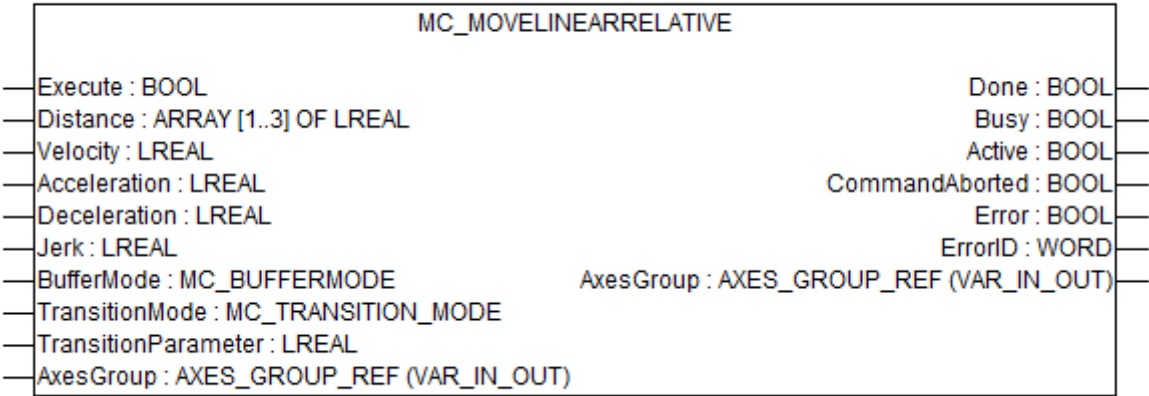 MC_MOVELINEARRELATIVE
Execute : BOOL Done : BOOL
Distance : ARRAY [1..3] OF LREAL Busy : BOOL
Velocity : LREAL Active : BOOL
Acceleration : LREAL CommandAborted : BOOL
Deceleration : LREAL Error : BOOL
Jerk : LREAL ErrorID : WORD
BufferMode : MC_BUFFERMODE AxesGroup : AXES_GROUP_REF (VAR_IN_OUT)
TransitionMode : MC_TRANSITION_MODE
TransitionParameter : LREAL
AxesGroup : AXES_GROUP_REF (VAR_IN_OUT)